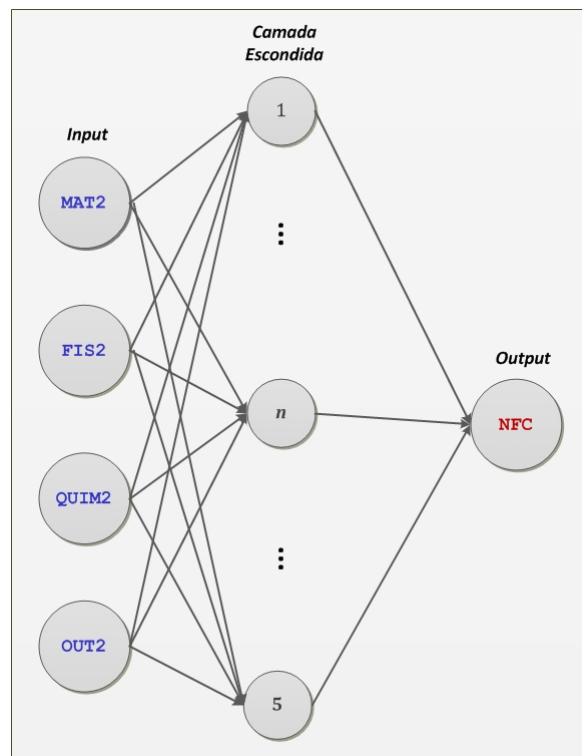 Camada
Escondida
1
Input
MAT2
...
FIS2
Output
n
NFC
QUIM2
...
OUT2
5